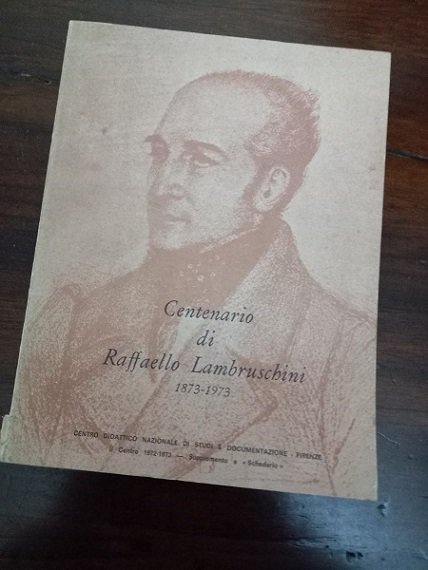 Centenario
di
Raffaello Lambruschini
1873-1973
CENTRO DIDATTICO NAZIONALE DI STUDI E DOCUMENTAZIONE . FIRENZE
Il Centro 1972-1973 — Supplemento a « Schedario »